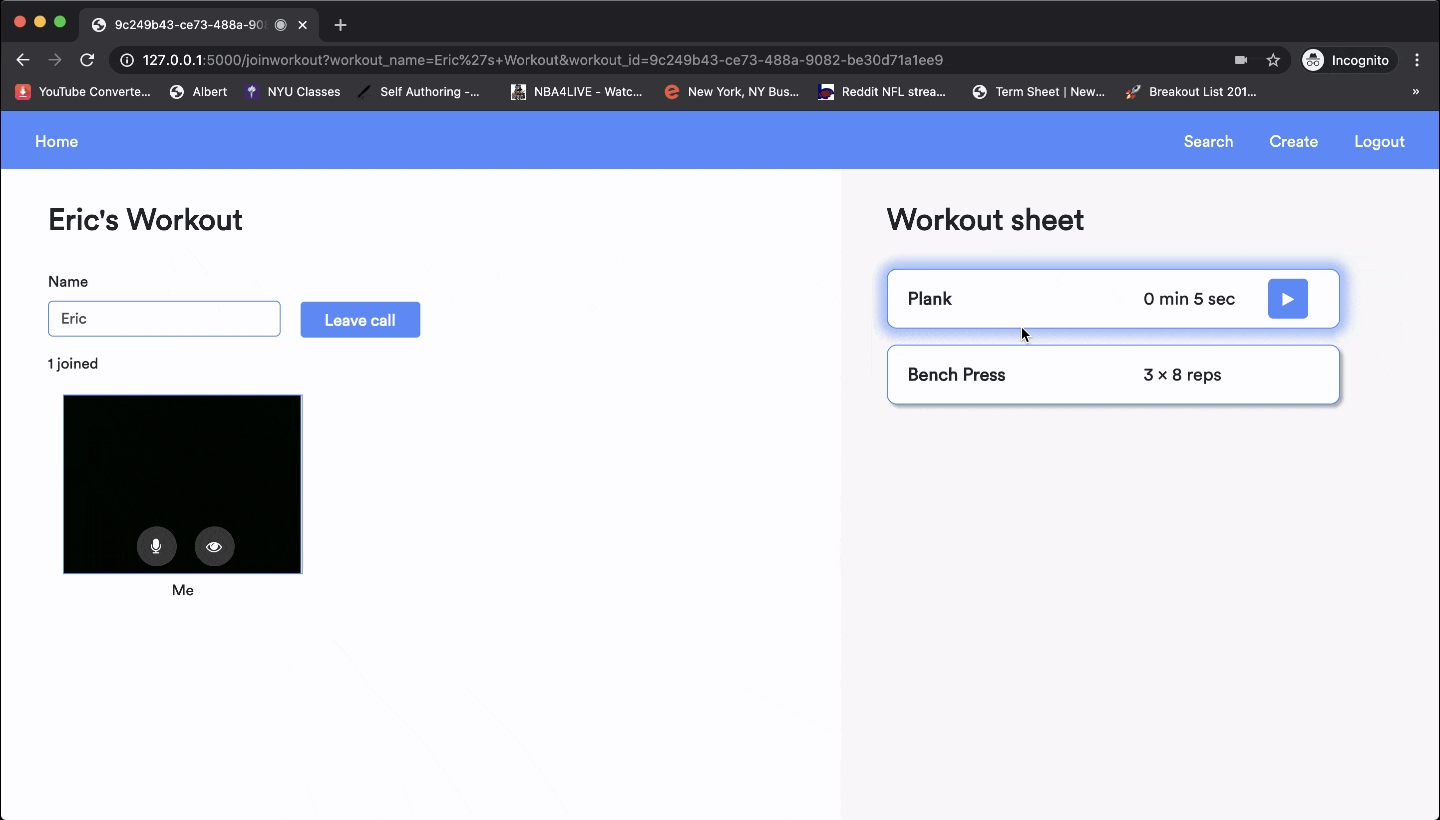 9c249b43-ce73-488a-90
127.0.0.1:5000/joinworkout?workout_name=Eric%27s+Workout&workout_id=9c249b43-ce73-488a-9082-be30d71a1ee9
Incognito
YouTube Converte... Albert NYU Classes Self Authoring -... NBA4LIVE - Watc... New York, NY Bus... Reddit NFL strea... Term Sheet | New... Breakout List 201... »
Home Search Create Logout
Eric's Workout
Name
Eric
Leave call
1 joined
Me
Workout sheet
Plank 0 min 5 sec
Bench Press 3 × 8 reps